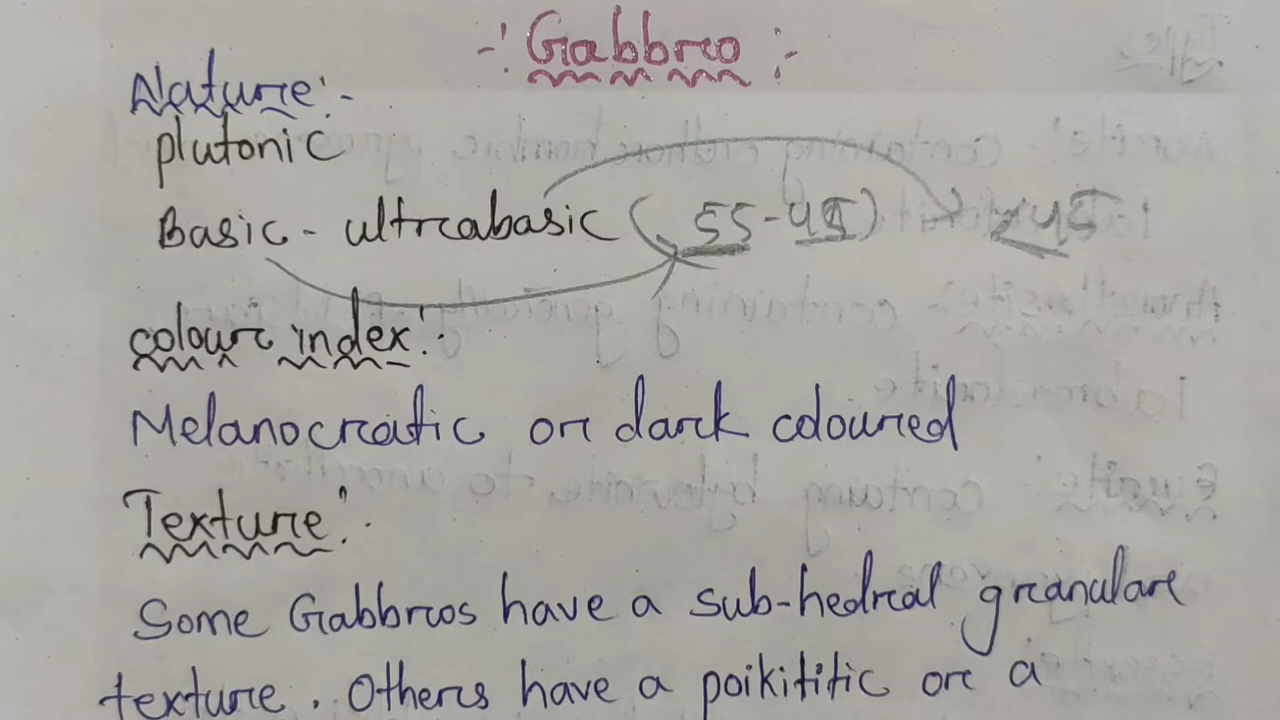 -: Gabbro :-
Nature:-
plutonic
Basic - ultrabasic (55-45) < 45
colour index:-
Melanocratic or dark coloured
Texture:-
Some Gabbros have a sub-hedral granular
texture. Others have a poikititic or a